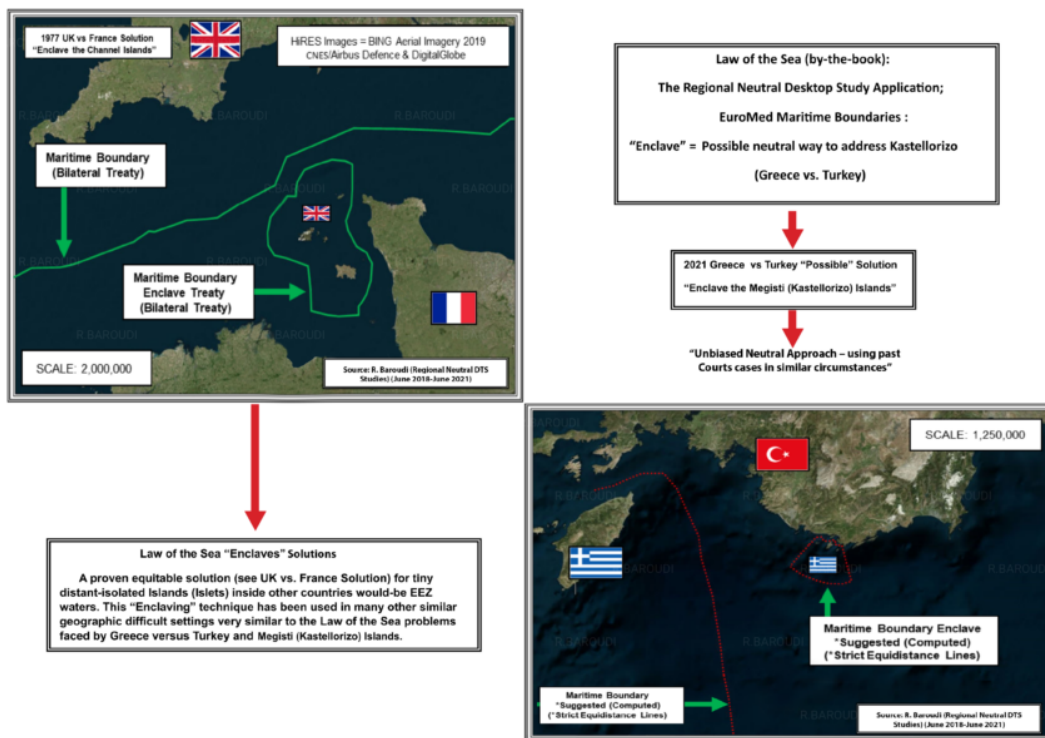 1977 UK vs France Solution
“Enclave the Channel Islands”
HiRES Images = BING Aerial Imagery 2019
CNES/Airbus Defence & DigitalGlobe
R.BAROUDI
R.BAROUDI
Maritime Boundary
(Bilateral Treaty)
R.BAROUDI
R.BAROUDI
Maritime Boundary
Enclave Treaty
(Bilateral Treaty)
R.BAROUDI
R.BAROUDI
SCALE: 2,000,000
Source: R. Baroudi (Regional Neutral DTS
Studies) (June 2018-June 2021)
Law of the Sea (by-the-book):
The Regional Neutral Desktop Study Application;
EuroMed Maritime Boundaries :
“Enclave” = Possible neutral way to address Kastellorizo
(Greece vs. Turkey)
2021 Greece vs Turkey “Possible” Solution
“Enclave the Megisti (Kastellorizo) Islands”
“Unbiased Neutral Approach – using past
Courts cases in similar circumstances”
Law of the Sea “Enclaves” Solutions
A proven equitable solution (see UK vs. France Solution) for tiny
distant-isolated Islands (Islets) inside other countries would-be EEZ
waters. This “Enclaving” technique has been used in many other similar
geographic difficult settings very similar to the Law of the Sea problems
faced by Greece versus Turkey and Megisti (Kastellorizo) Islands.
R.BAROUDI
SCALE: 1,250,000
R.BAROUDI
R.BAROUDI
Maritime Boundary Enclave
*Suggested (Computed)
(*Strict Equidistance Lines)
Maritime Boundary
*Suggested (Computed)
(*Strict Equidistance Lines)
R.BAROUDI
Source: R. Baroudi (Regional Neutral DTS
Studies) (June 2018-June 2021)